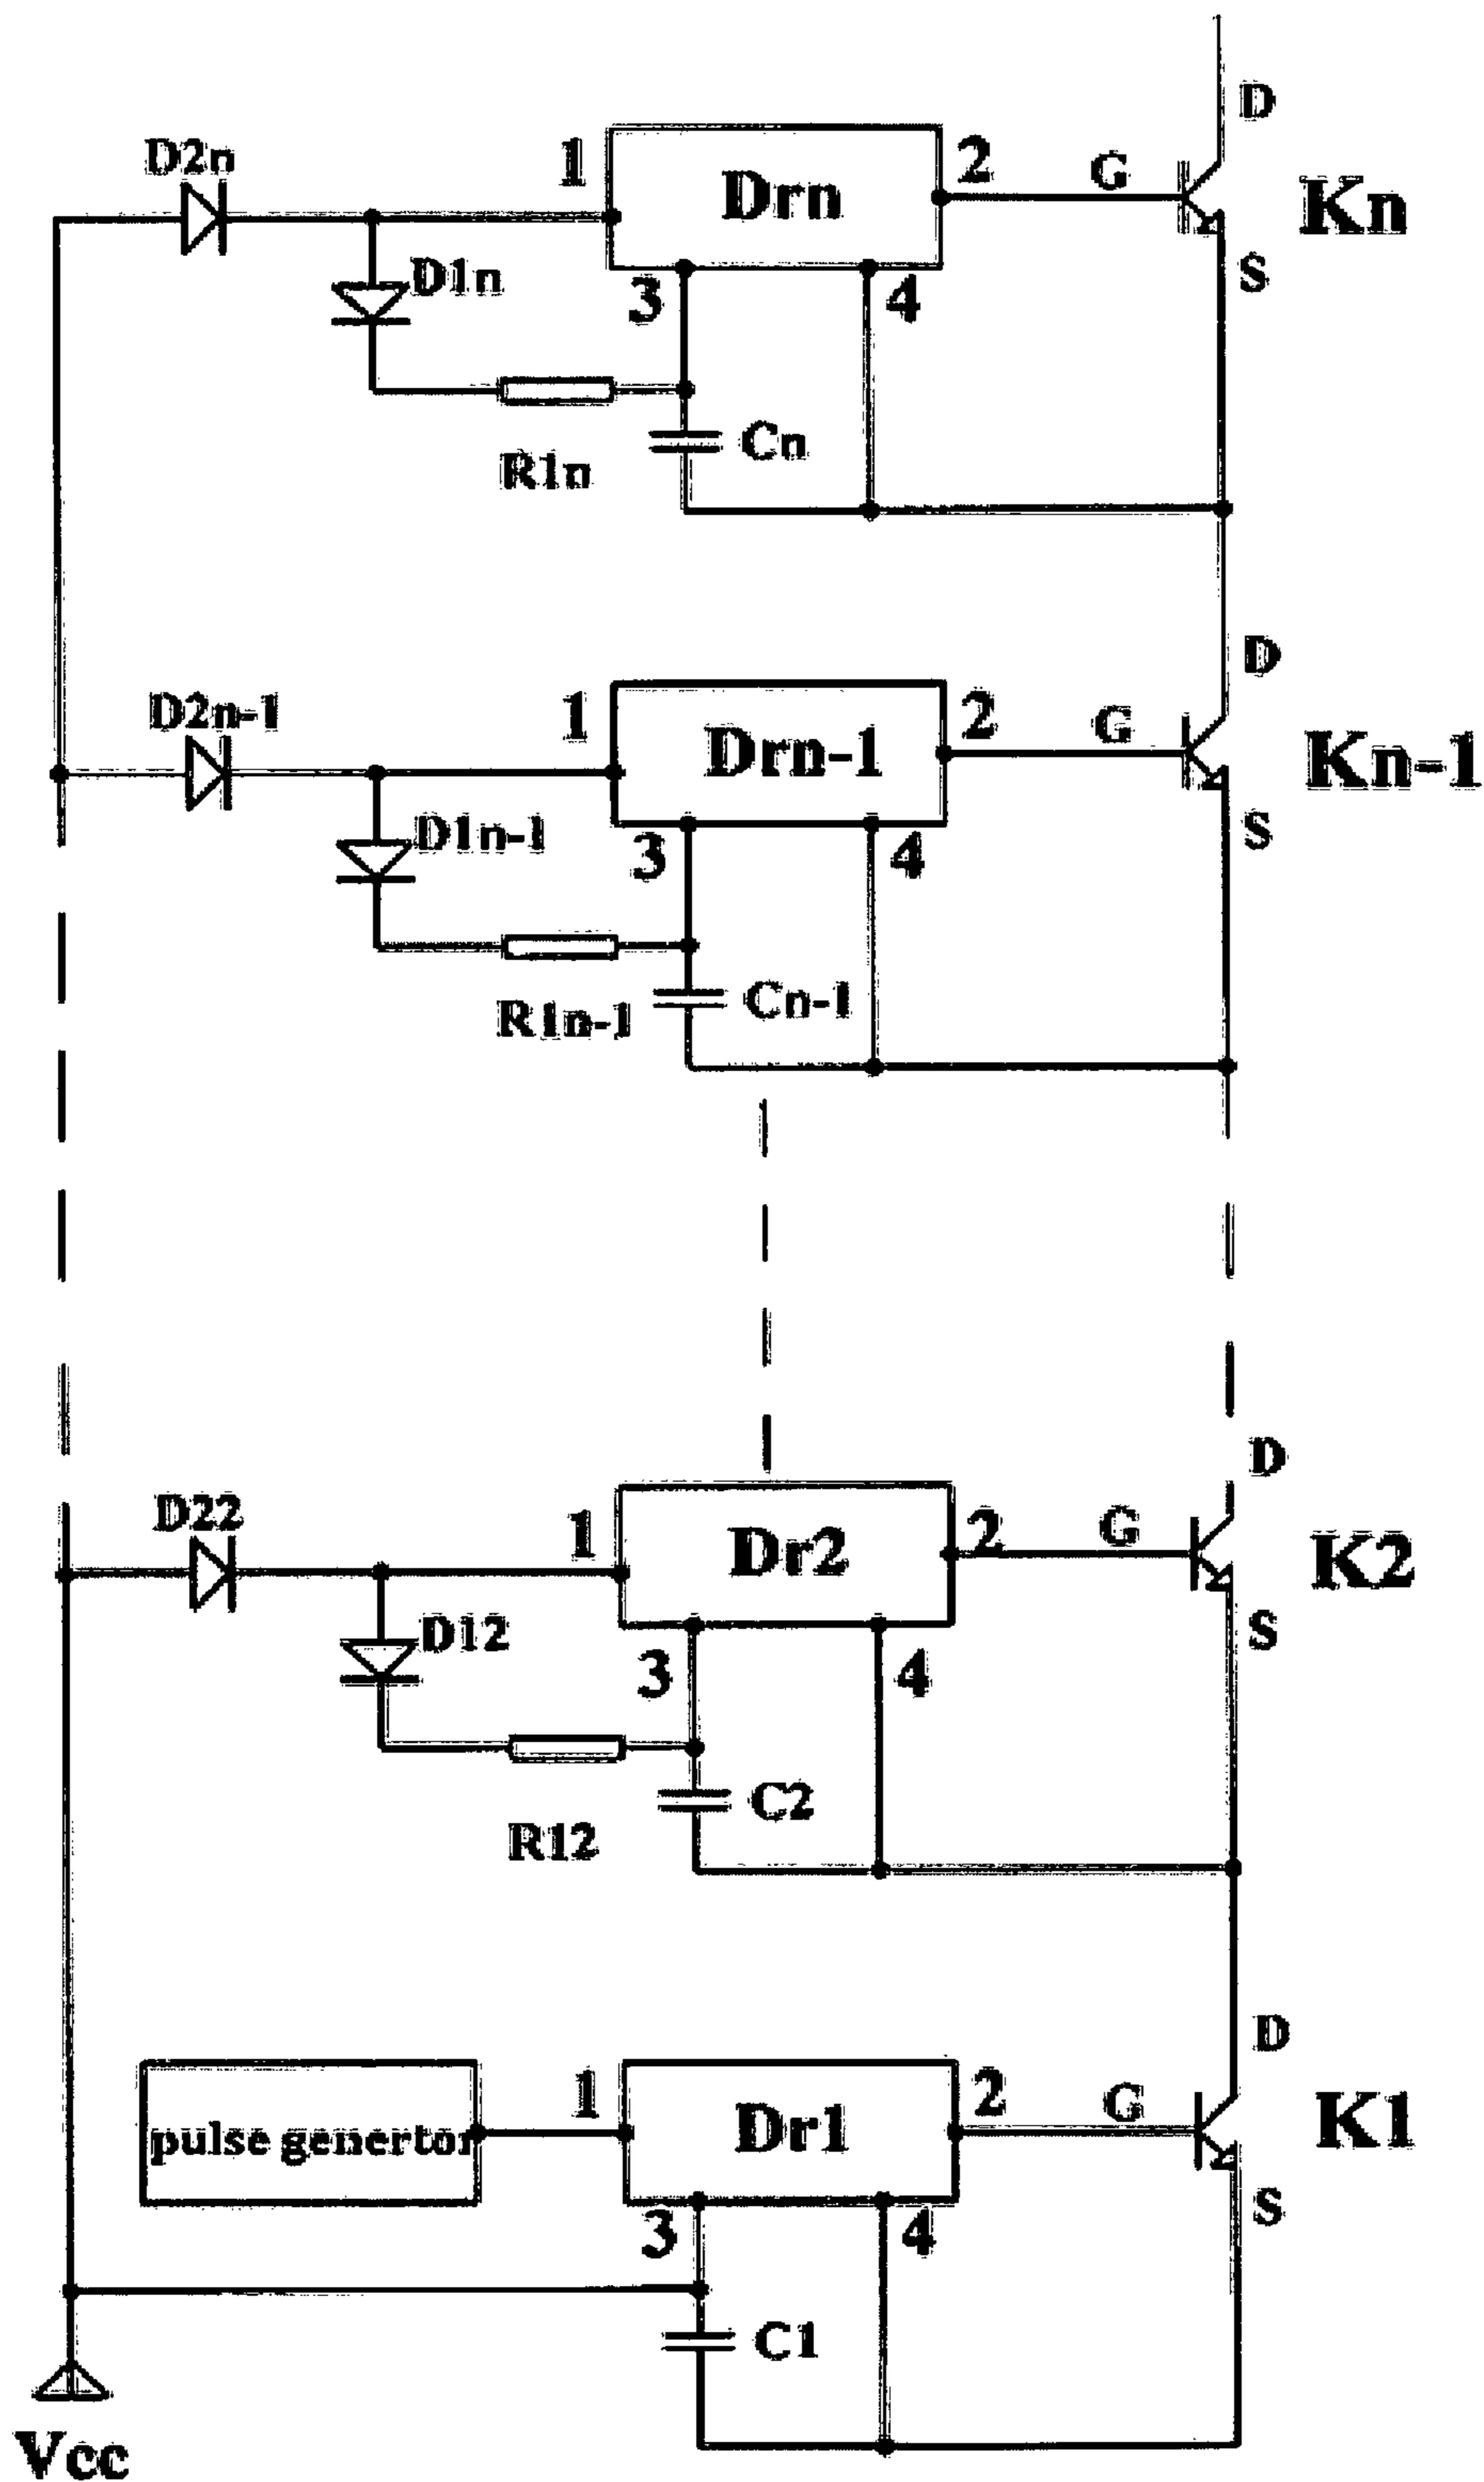 D
D2n
1
Drn
2
G
Kn
D1n
3
4
S
R1n
Cn
D
D2n-1
1
Drn-1
2
G
Kn-1
D1n-1
3
4
S
R1n-1
Cn-1
D
D22
1
Dr2
2
G
K2
D12
3
4
S
R12
C2
D
pulse genertor
1
Dr1
2
G
K1
3
4
S
C1
Vcc